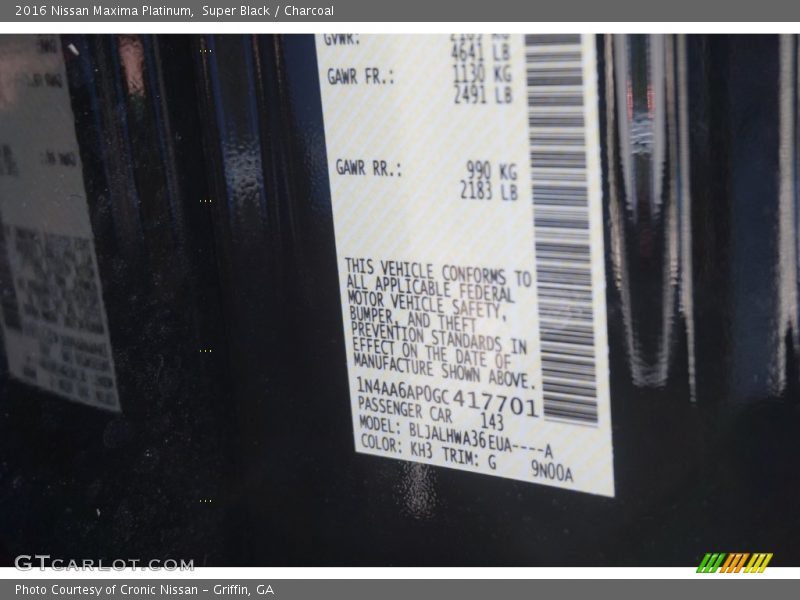 2016 Nissan Maxima Platinum, Super Black / Charcoal
GVWR:
4641 LB
GAWR FR.: 1130 KG
2491 LB
GAWR RR.: 990 KG
2183 LB
THIS VEHICLE CONFORMS TO
ALL APPLICABLE FEDERAL
MOTOR VEHICLE SAFETY,
BUMPER, AND THEFT
PREVENTION STANDARDS IN
EFFECT ON THE DATE OF
MANUFACTURE SHOWN ABOVE.
1N4AA6AP0GC417701
PASSENGER CAR 143
MODEL: BLJALHWA36EUA----A
COLOR: KH3 TRIM: G 9N00A
GTCARLOT.COM
Photo Courtesy of Cronic Nissan - Griffin, GA